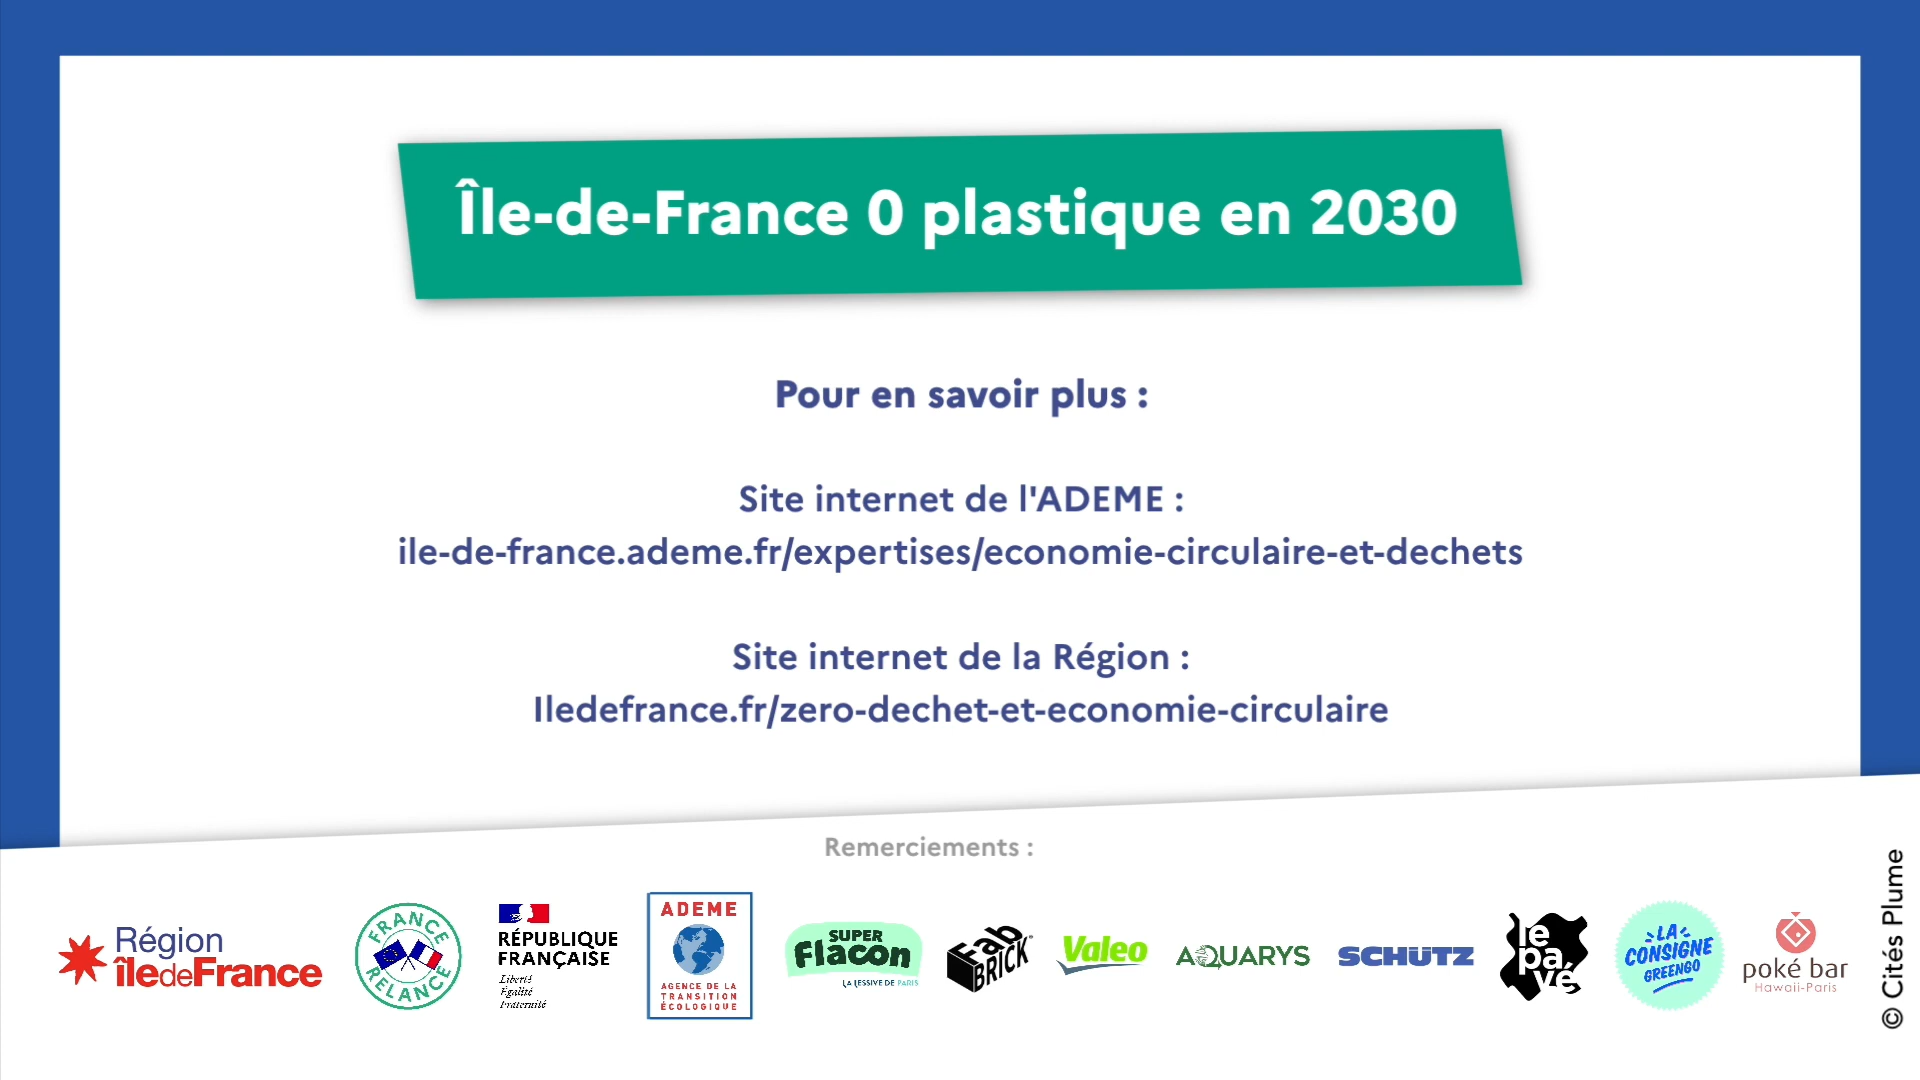 Île-de-France 0 plastique en 2030
Pour en savoir plus :
Site internet de l'ADEME :
ile-de-france.ademe.fr/expertises/economie-circulaire-et-dechets
Site internet de la Région :
Iledefrance.fr/zero-dechet-et-economie-circulaire
Remerciements :
Région
îledeFrance
FRANCE
RELANCE
RÉPUBLIQUE
FRANÇAISE
Liberté
Égalité
Fraternité
ADEME
AGENCE DE LA
TRANSITION
ÉCOLOGIQUE
SUPER
Flacon
LA LESSIVE DE PARIS
Fab
BRICK
Valeo
AQUARYS
SCHÜTZ
le
pa
vé
LA
CONSIGNE
GREENGO
poké bar
Hawaii-Paris
© Cités Plume